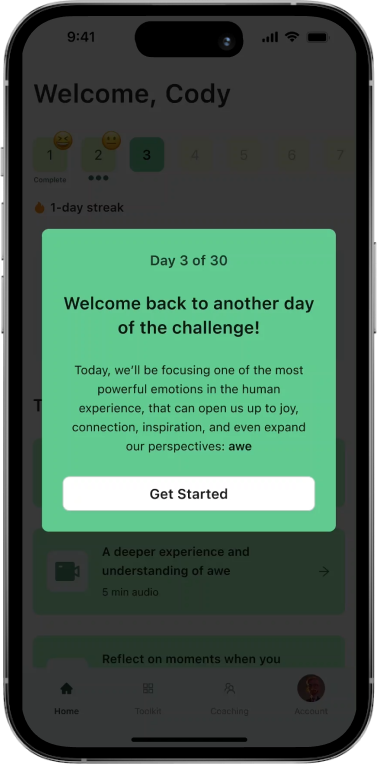 9:41
Welcome, Cody
1 2 3 4 5 6 7
Complete
1-day streak
Day 3 of 30
Welcome back to another day
of the challenge!
Today, we’ll be focusing one of the most
powerful emotions in the human
experience, that can open us up to joy,
connection, inspiration, and even expand
our perspectives: awe
Get Started
A deeper experience and
understanding of awe
5 min audio
Reflect on moments when you
Home Toolkit Coaching Account